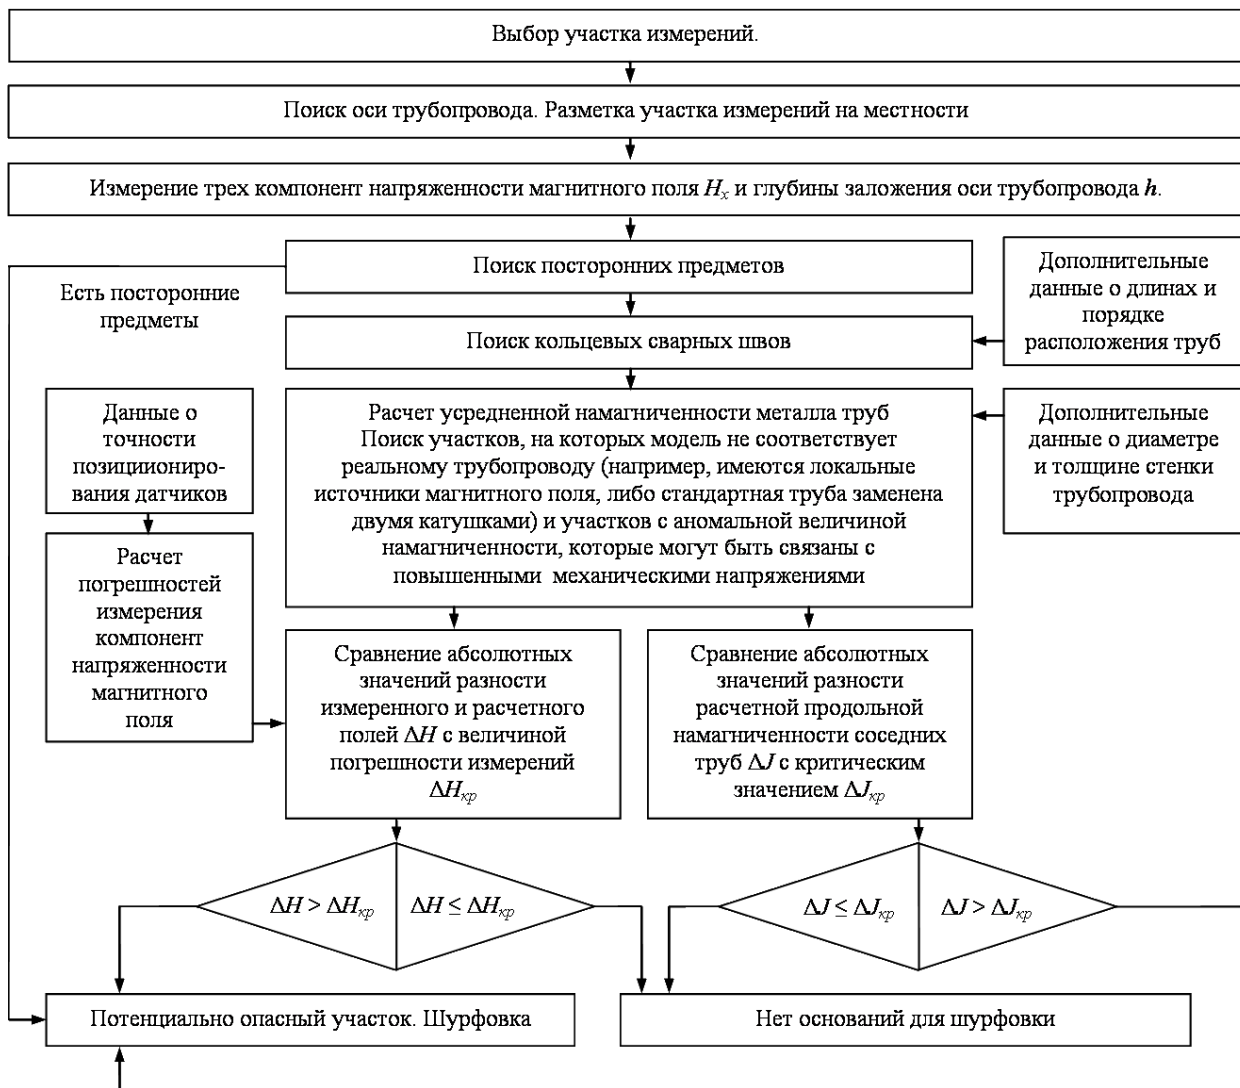 Выбор участка измерений.
Поиск оси трубопровода. Разметка участка измерений на местности
Измерение трех компонент напряженности магнитного поля Hx и глубины заложения оси трубопровода h.
Поиск посторонних предметов
Есть посторонние
предметы
Дополнительные
данные о длинах и
порядке
расположения труб
Поиск кольцевых сварных швов
Данные о
точности
позициониро-
вания датчиков
Расчет усредненной намагниченности металла труб
Поиск участков, на которых модель не соответствует
реальному трубопроводу (например, имеются локальные
источники магнитного поля, либо стандартная труба заменена
двумя катушками) и участков с аномальной величиной
намагниченности, которые могут быть связаны с
повышенными механическими напряжениями
Дополнительные
данные о диаметре
и толщине стенки
трубопровода
Расчет
погрешностей
измерения
компонент
напряженности
магнитного
поля
Сравнение абсолютных
значений разности
измеренного и расчетного
полей ΔH с величиной
погрешности измерений
ΔHкр
Сравнение абсолютных
значений разности
расчетной продольной
намагниченности соседних
труб ΔJ с критическим
значением ΔJкр
ΔH > ΔHкр
ΔH ≤ ΔHкр
ΔJ ≤ ΔJкр
ΔJ > ΔJкр
Потенциально опасный участок. Шурфовка
Нет оснований для шурфовки